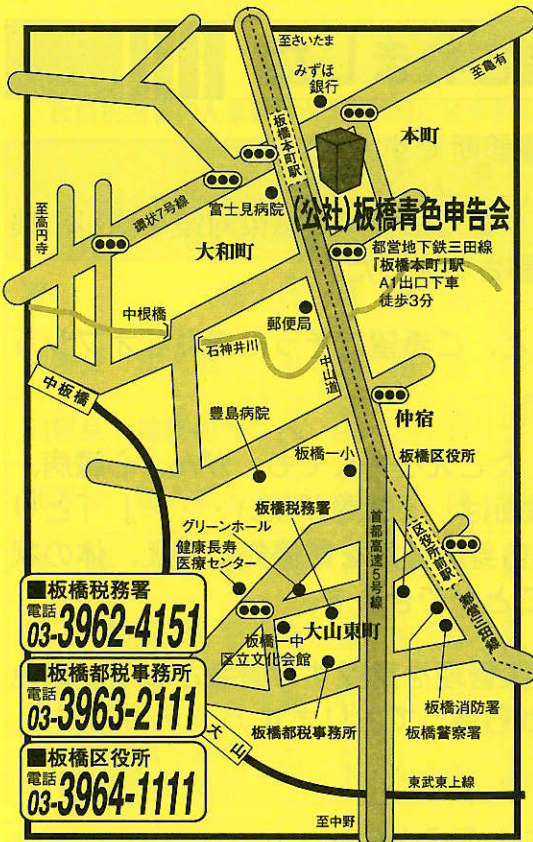 至さいたま
至亀有
みずほ
銀行
本町
板橋本町駅
環状7号線
富士見病院
(公社)板橋青色申告会
至高円寺
大和町
都営地下鉄三田線
『板橋本町』駅
A1出口下車
徒歩3分
中根橋
郵便局
石神井川
中山道
中板橋
仲宿
豊島病院
板橋一小
板橋区役所
板橋税務署
グリーンホール
首都高速5号線
区役所前駅
健康長寿
医療センター
都営三田線
大山東町
板橋一中
区立文化会館
板橋消防署
板橋都税事務所
板橋警察署
大山
東武東上線
至中野
■板橋税務署
電話
03-3962-4151
■板橋都税事務所
電話
03-3963-2111
■板橋区役所
電話
03-3964-1111